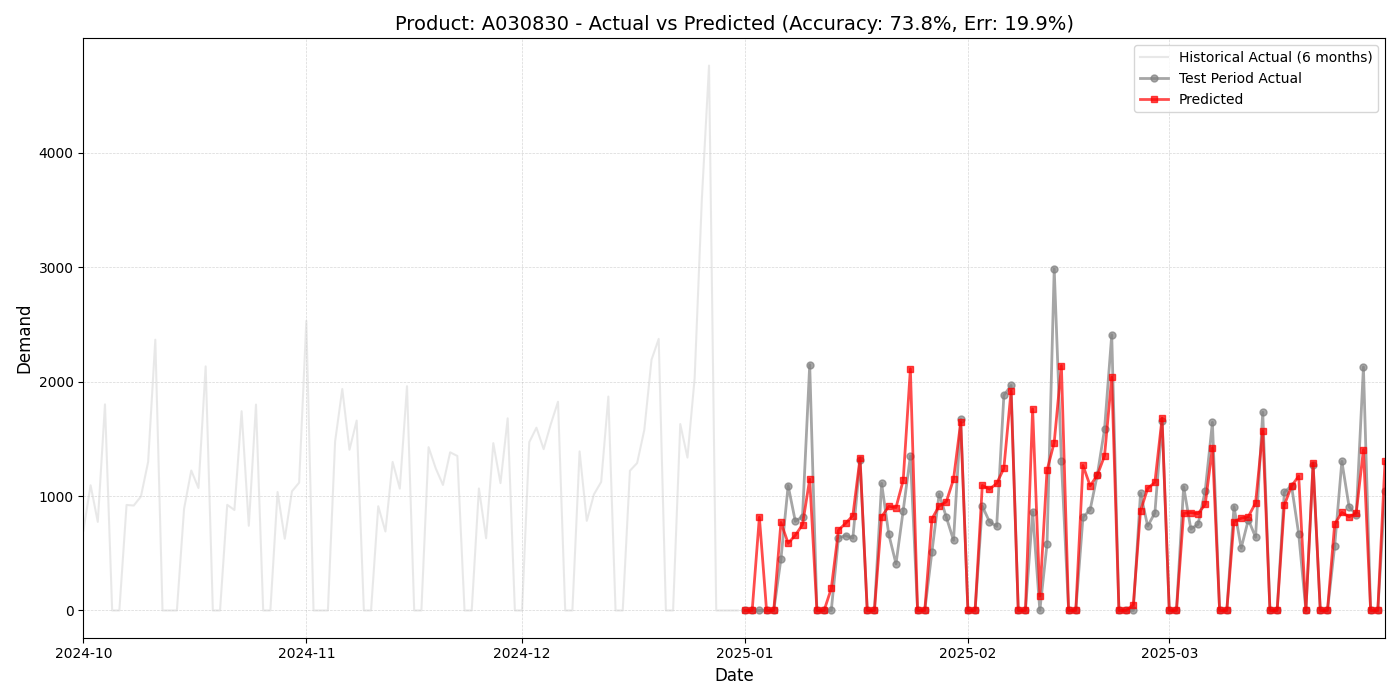 Product: A030830 - Actual vs Predicted (Accuracy: 73.8%, Err: 19.9%)
Historical Actual (6 months)
Test Period Actual
Predicted
Demand
4000
3000
2000
1000
0
2024-10
2024-11
2024-12
2025-01
2025-02
2025-03
Date